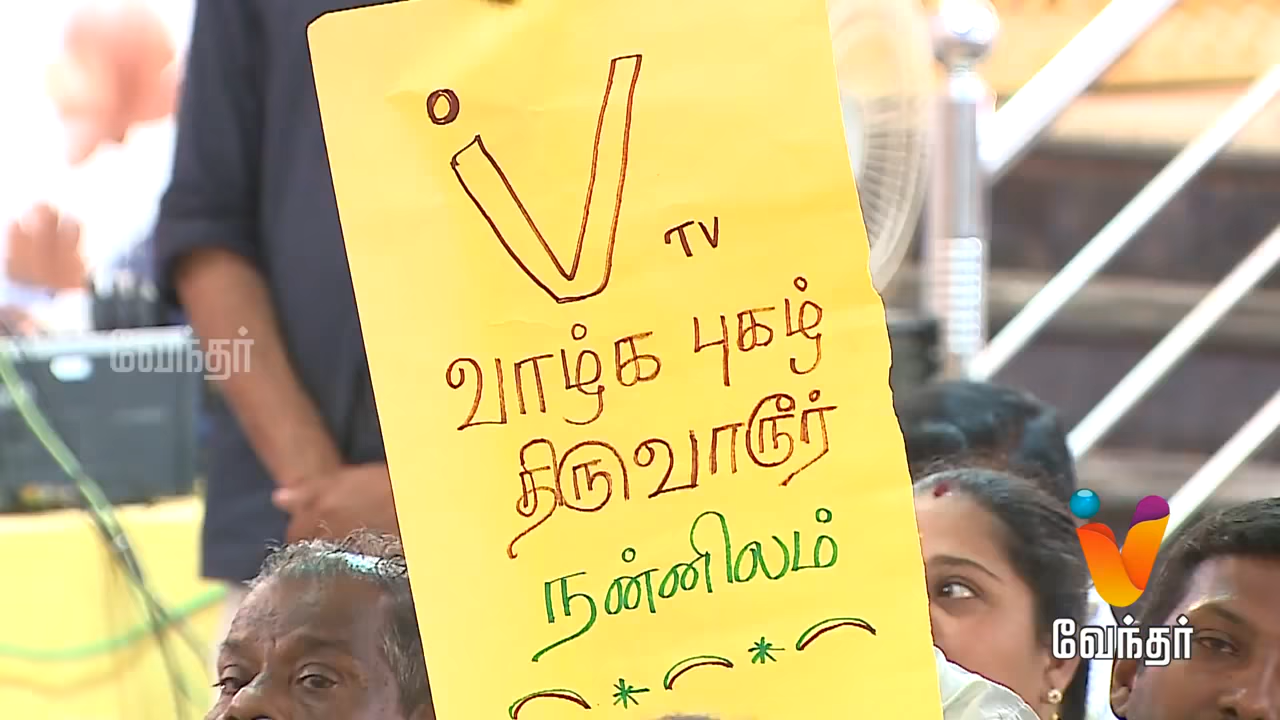 V TV
வாழ்க புகழ்
திருவாரூர்
நன்னிலம்
வேந்தர்
வேந்தர்